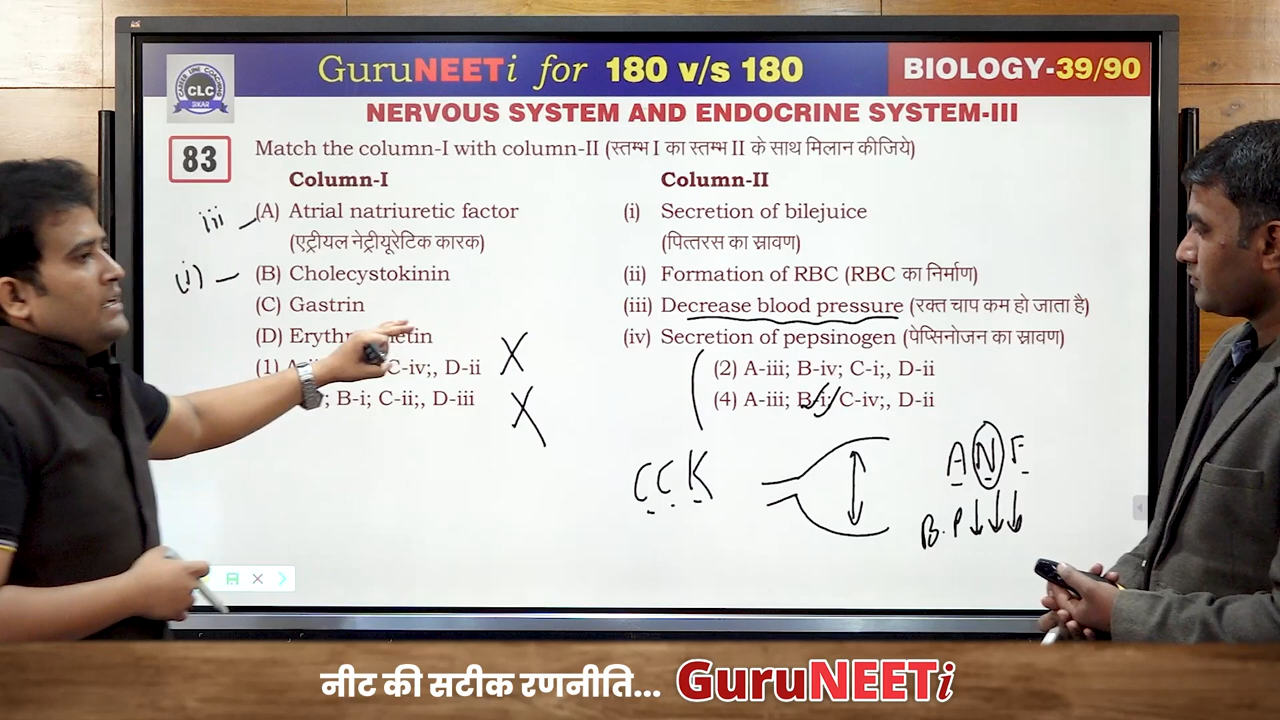 GuruNEETi for 180 v/s 180
BIOLOGY-39/90
CLC
SIKAR
NERVOUS SYSTEM AND ENDOCRINE SYSTEM-III
83
Match the column-I with column-II (स्तम्भ I का स्तम्भ II के साथ मिलान कीजिये)
Column-I
Column-II
iii
(A) Atrial natriuretic factor
(i) Secretion of bilejuice
(एट्रीयल नेट्रीयूरेटिक कारक)
(पित्तरस का स्रावण)
(i)
(B) Cholecystokinin
(ii) Formation of RBC (RBC का निर्माण)
(C) Gastrin
(iii) Decrease blood pressure (रक्त चाप कम हो जाता है)
(D)
(iv) Secretion of pepsinogen (पेप्सिनोजन का स्रावण)
(1) C-iv;, D-ii
(2) A-iii; B-iv; C-i;, D-ii
B-i; C-ii;, D-iii
(4) A-iii; B-i; C-iv;, D-ii
CCK
ANF
B.P
नीट की सटीक रणनीति... GuruNEETi